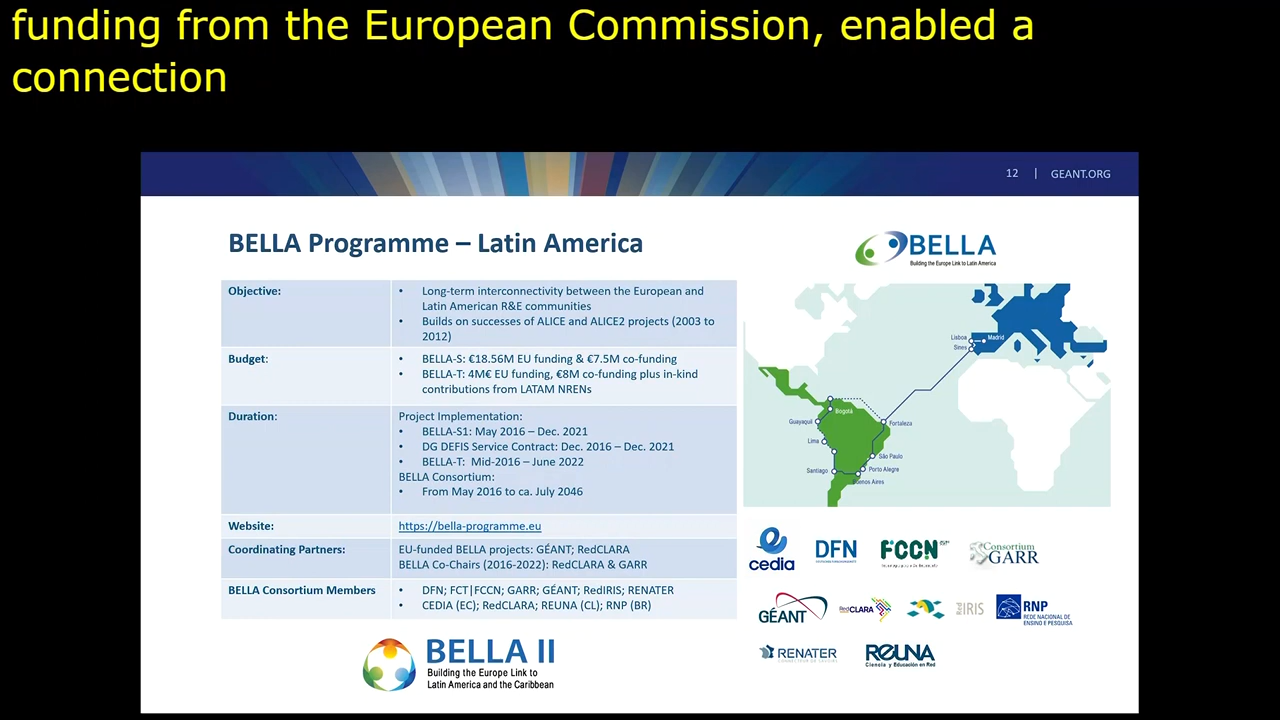 funding from the European Commission, enabled a
connection
12 | GEANT.ORG
BELLA Programme – Latin America
BELLA
Building the Europe Link to Latin America
Objective:
• Long-term interconnectivity between the European and
Latin American R&E communities
• Builds on successes of ALICE and ALICE2 projects (2003 to
2012)
Budget:
• BELLA-S: €18.56M EU funding & €7.5M co-funding
• BELLA-T: 4M€ EU funding, €8M co-funding plus in-kind
contributions from LATAM NRENs
Duration:
Project Implementation:
• BELLA-S1: May 2016 – Dec. 2021
• DG DEFIS Service Contract: Dec. 2016 – Dec. 2021
• BELLA-T: Mid-2016 – June 2022
BELLA Consortium:
• From May 2016 to ca. July 2046
Website:
https://bella-programme.eu
Coordinating Partners:
EU-funded BELLA projects: GÉANT; RedCLARA
BELLA Co-Chairs (2016-2022): RedCLARA & GARR
BELLA Consortium Members
• DFN; FCT|FCCN; GARR; GÉANT; RedIRIS; RENATER
• CEDIA (EC); RedCLARA; REUNA (CL); RNP (BR)
Lisboa
Madrid
Sines
Bogotá
Guayaquil
Fortaleza
Lima
São Paulo
Santiago
Porto Alegre
Buenos Aires
cedia
DFN
FCCN
Consortium
GARR
GÉANT
RedCLARA
RedIRIS
RNP
REDE NACIONAL DE
ENSINO E PESQUISA
RENATER
REUNA
Ciencia y Educación en Red
BELLA II
Building the Europe Link to
Latin America and the Caribbean